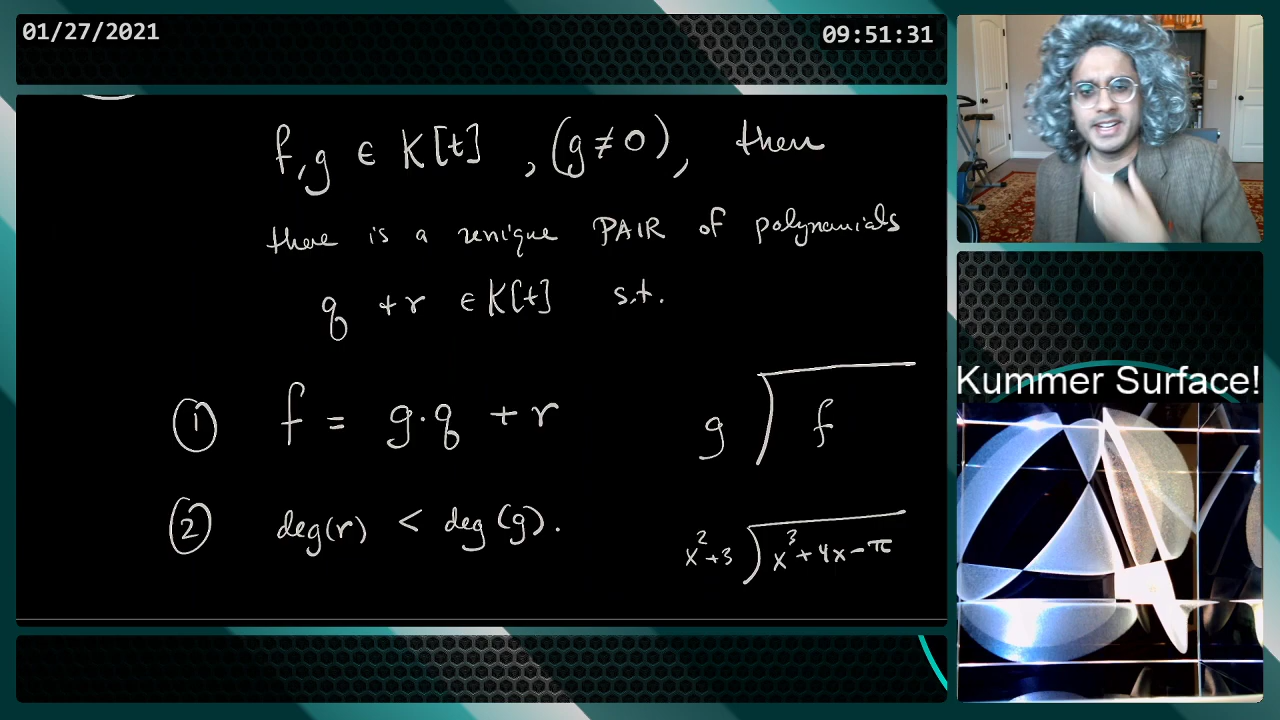 01/27/2021
09:51:31
f,g ∈ K[t] , (g≠0), then
there is a unique PAIR of polynomials
q + r ∈ K[t] s.t.
① f = g·q + r
g f
② deg(r) < deg(g).
x²+3 x³+4x-π
Kummer Surface!